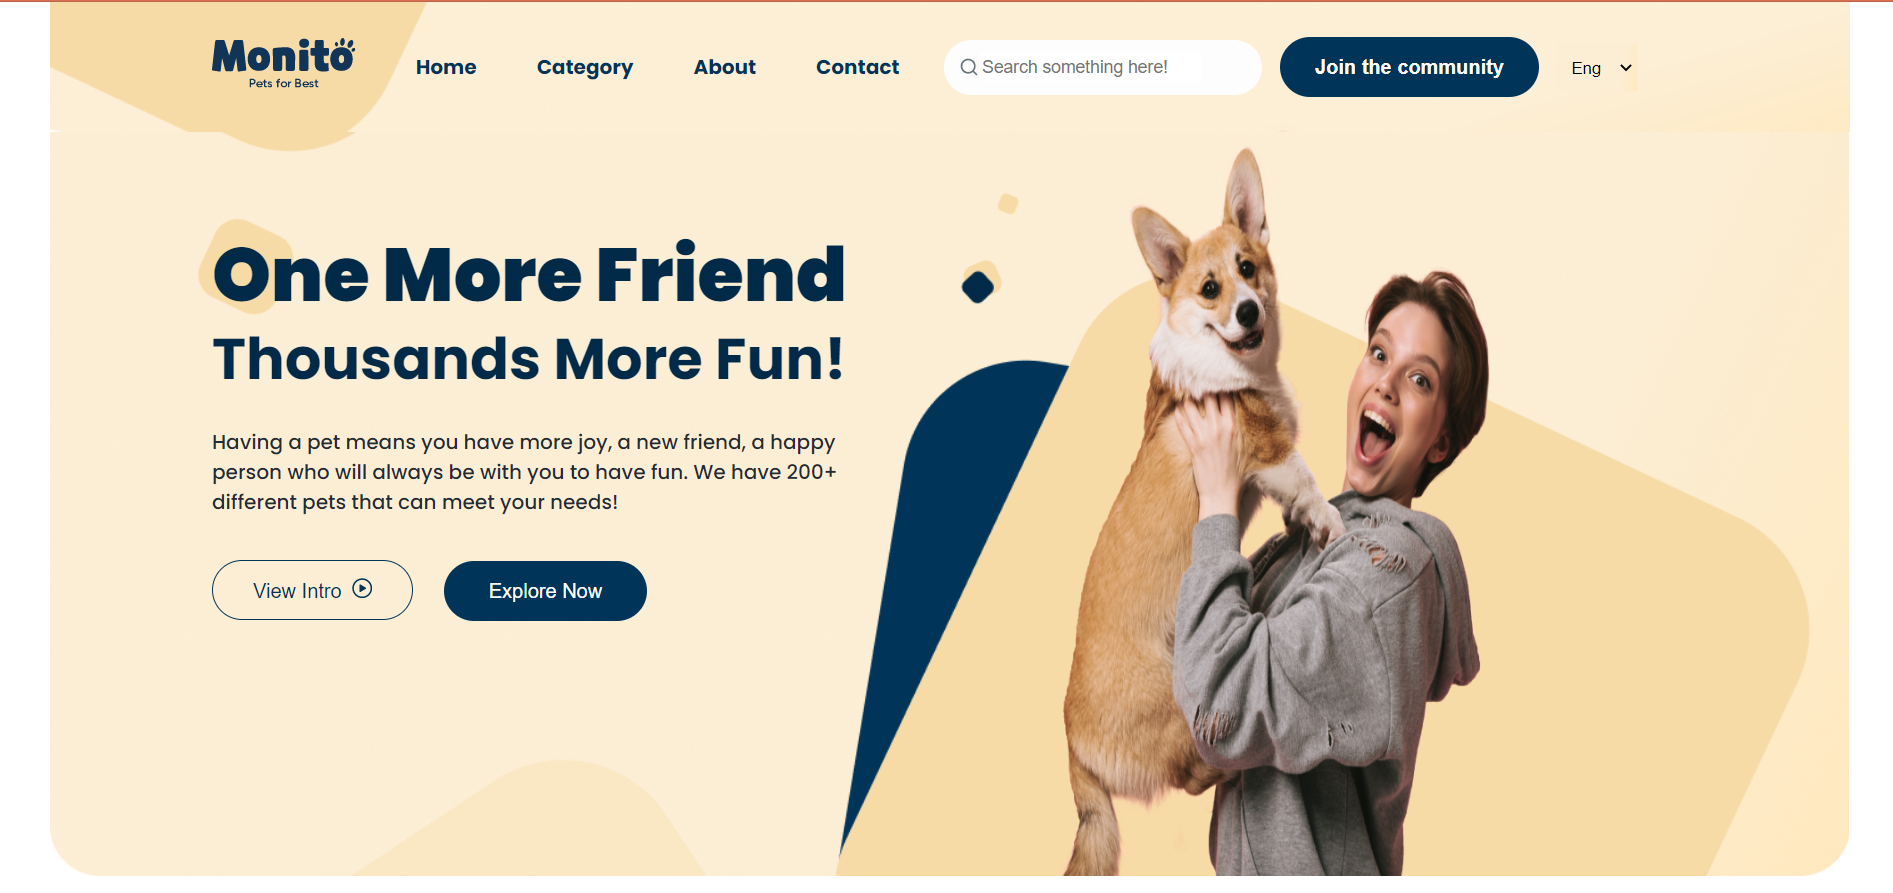 Monito
Pets for Best
Home
Category
About
Contact
Search something here!
Join the community
Eng
One More Friend
Thousands More Fun!
Having a pet means you have more joy, a new friend, a happy
person who will always be with you to have fun. We have 200+
different pets that can meet your needs!
View Intro
Explore Now